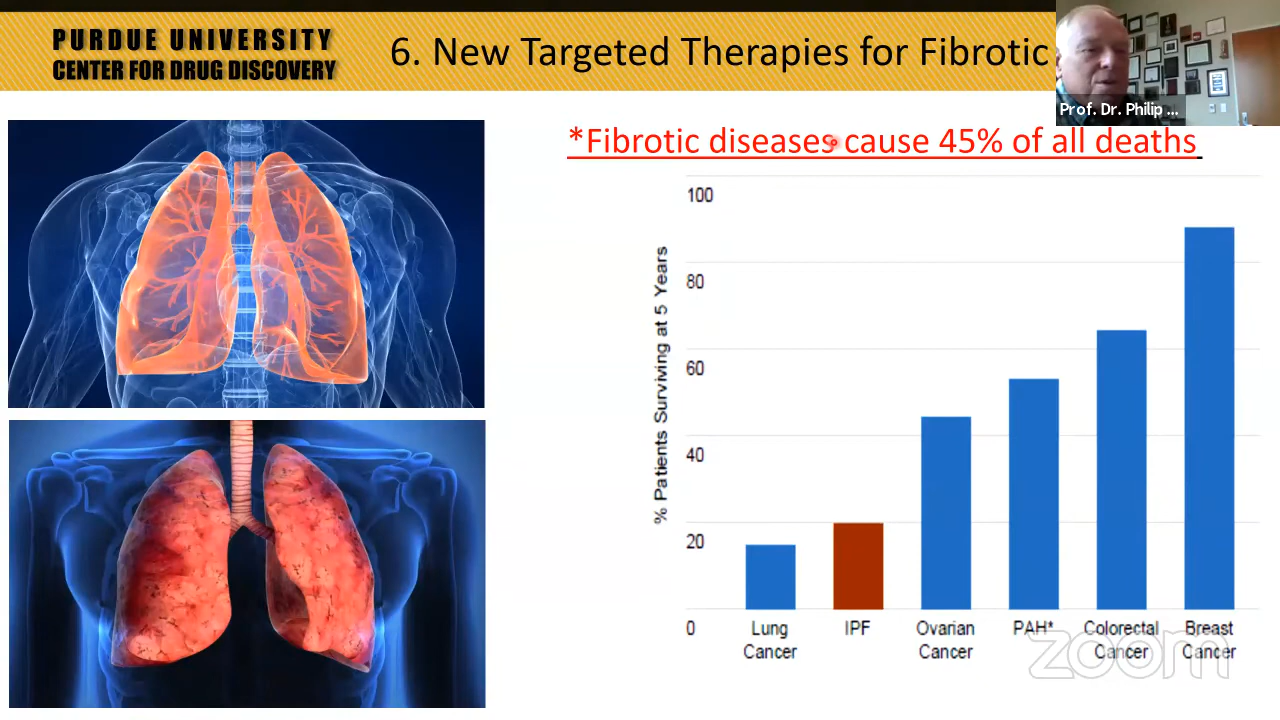 PURDUE UNIVERSITY
CENTER FOR DRUG DISCOVERY
6. New Targeted Therapies for Fibrotic
Prof. Dr. Philip ...
*Fibrotic diseases cause 45% of all deaths
% Patients Surviving at 5 Years
100
80
60
40
20
0
Lung
Cancer
IPF
Ovarian
Cancer
PAH*
Colorectal
Cancer
Breast
Cancer
zoom